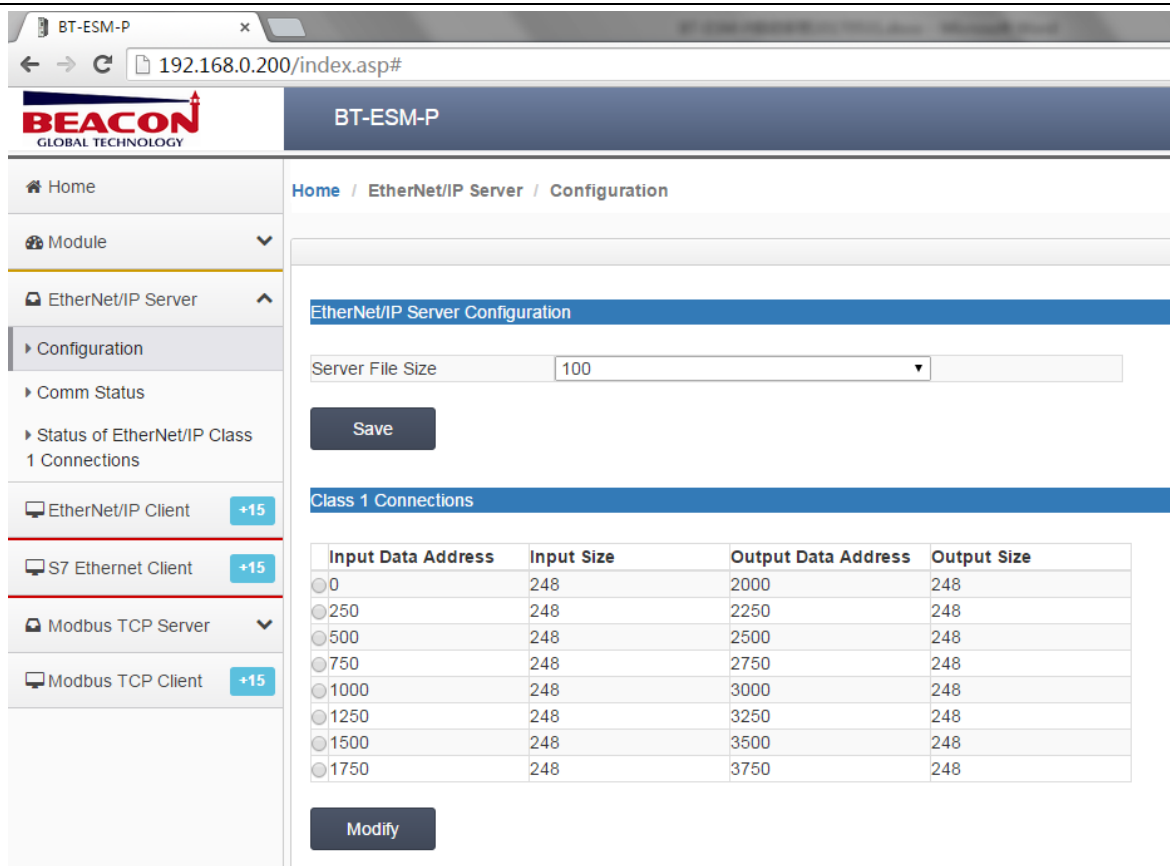 BT-ESM-P ×
192.168.0.200/index.asp#
BEACON
GLOBAL TECHNOLOGY
BT-ESM-P
Home
Module
EtherNet/IP Server
Configuration
Comm Status
Status of EtherNet/IP Class
1 Connections
EtherNet/IP Client +15
S7 Ethernet Client +15
Modbus TCP Server
Modbus TCP Client +15
Home / EtherNet/IP Server / Configuration
EtherNet/IP Server Configuration
Server File Size 100
Save
Class 1 Connections
Input Data Address Input Size Output Data Address Output Size
0 248 2000 248
250 248 2250 248
500 248 2500 248
750 248 2750 248
1000 248 3000 248
1250 248 3250 248
1500 248 3500 248
1750 248 3750 248
Modify